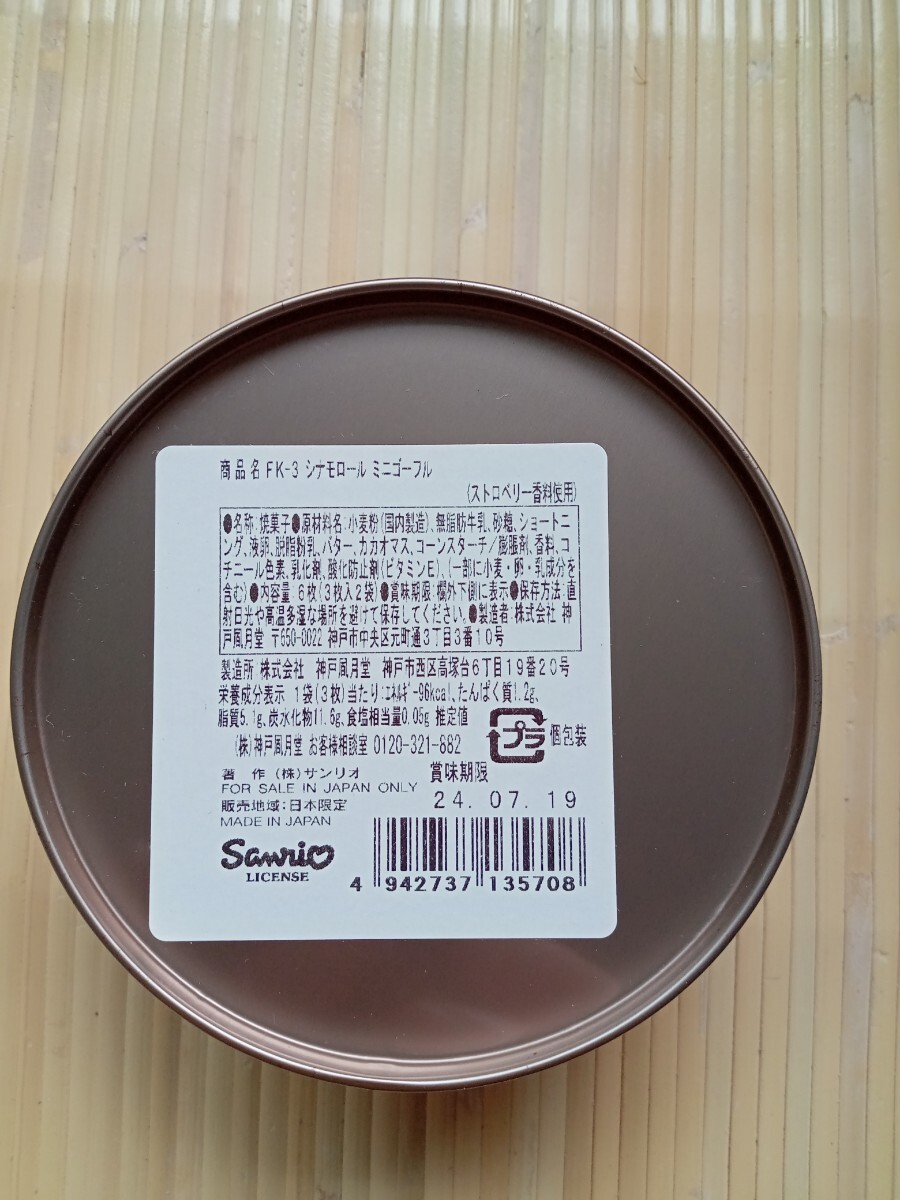 商品名 FK-3 シナモロール ミニゴーフル
(ストロベリー香料使用)
●名称:焼菓子●原材料名:小麦粉(国内製造)、無脂肪牛乳、砂糖、ショートニ
ング、液卵、脱脂粉乳、バター、カカオマス、コーンスターチ/膨脹剤、香料、コ
チニール色素、乳化剤、酸化防止剤(ビタミンE)、(一部に小麦・卵・乳成分を
含む)●内容量:6枚(3枚入2袋)●賞味期限:欄外下側に表示●保存方法:直
射日光や高温多湿な場所を避けて保存してください。●製造者:株式会社 神
戸凮月堂 〒650-0022 神戸市中央区元町通3丁目3番10号
製造所 株式会社 神戸凮月堂 神戸市西区高塚台6丁目19番20号
栄養成分表示 1袋(3枚)当たり:エネルギー96kcal、たんぱく質1.2g、
脂質5.1g、炭水化物11.6g、食塩相当量0.05g 推定値
(株)神戸凮月堂 お客様相談室 0120-321-882
プラ 個包装
著 作 (株)サンリオ
賞味期限
FOR SALE IN JAPAN ONLY
24.07.19
販売地域:日本限定
MADE IN JAPAN
Sanrio
LICENSE
4 942737 135708